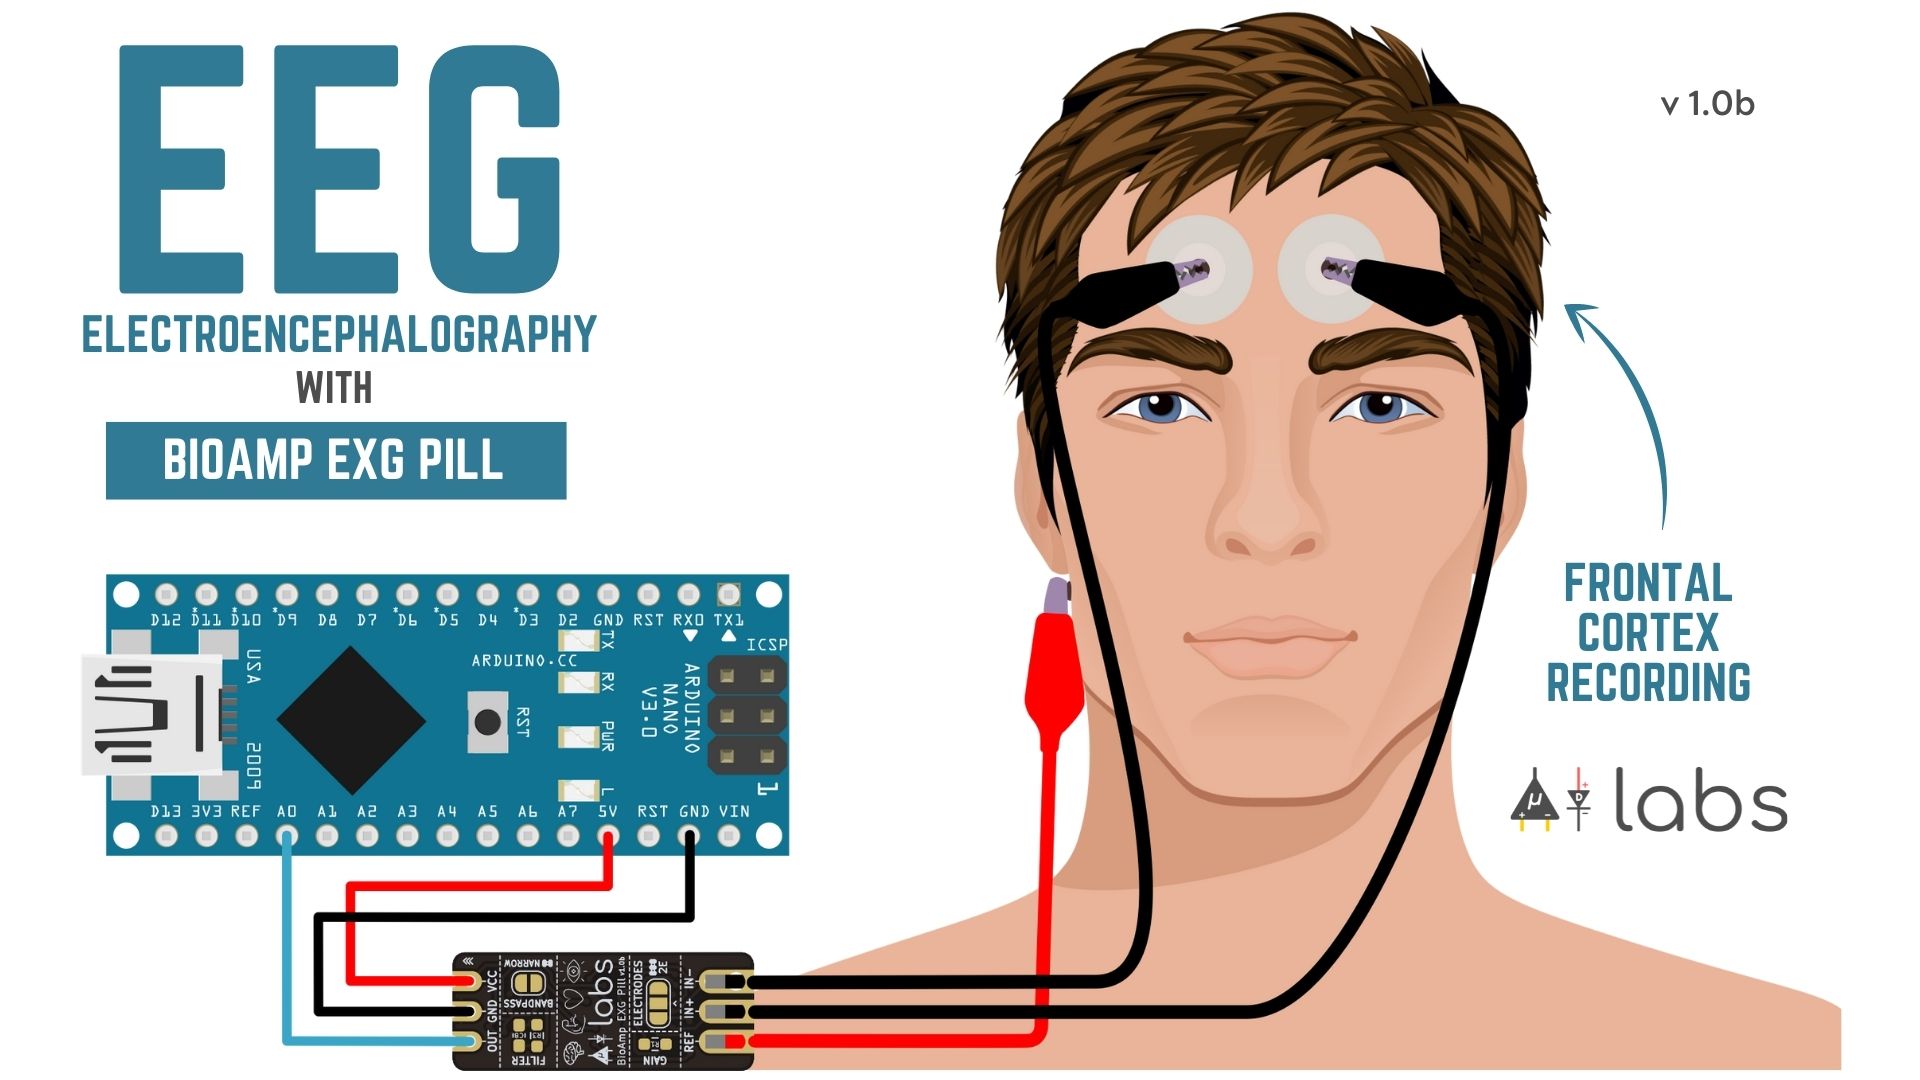 EEG
ELECTROENCEPHALOGRAPHY
WITH
BIOAMP EXG PILL
v 1.0b
FRONTAL
CORTEX
RECORDING
μ D labs
D12 *D11 *D10 *D9 D8 D7 *D6 *D5 D4 *D3 D2 GND RST RX0 TX1
ICSP
ARDUINO.CC
TX
RX
PWR
L
RST
USA
2009
ARDUINO
NANO
V3.0
1
D13 3V3 REF A0 A1 A2 A3 A4 A5 A6 A7 5V RST GND VIN
VCC
GND
OUT
NARROW
BANDPASS
FILTER
labs
BioAmp EXG Pill v1.0b
ELECTRODES
2E
GAIN
IN-
IN+
REF